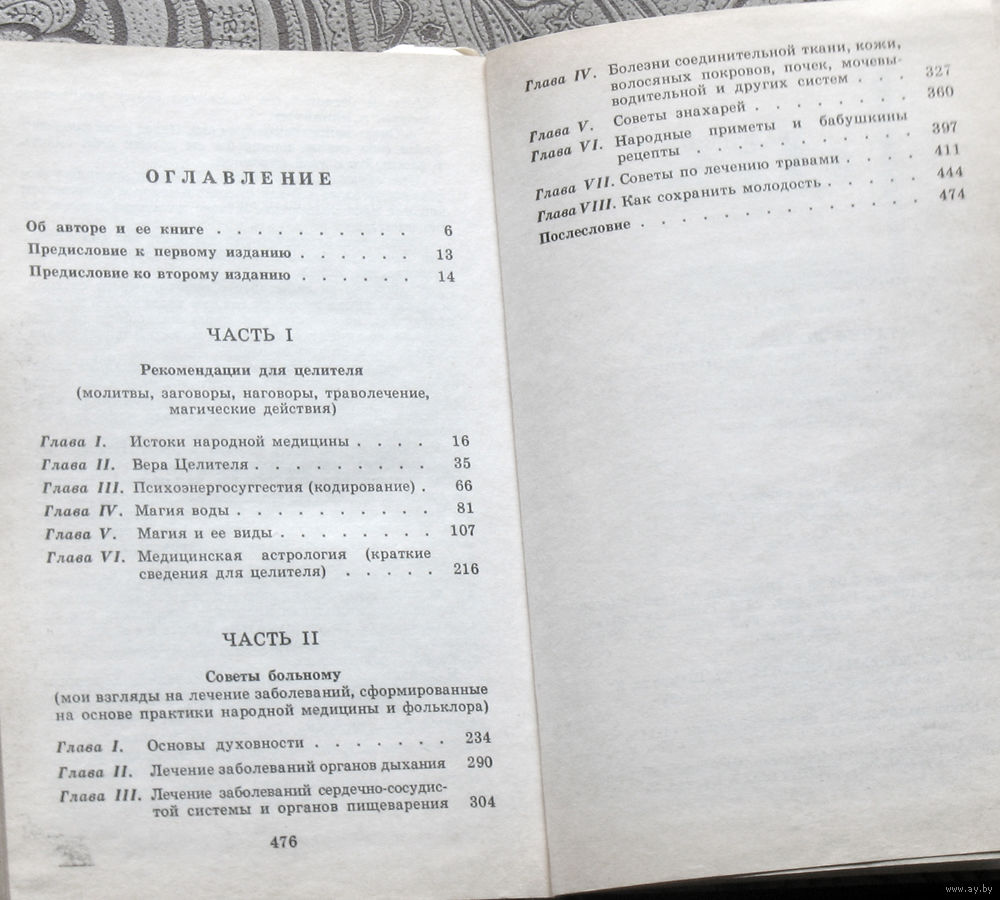 ОГЛАВЛЕНИЕ
Об авторе и ее книге . . . . . . . . . . 6
Предисловие к первому изданию . . . . . . 13
Предисловие ко второму изданию . . . . . . 14
ЧАСТЬ I
Рекомендации для целителя
(молитвы, заговоры, наговоры, траволечение,
магические действия)
Глава I. Истоки народной медицины . . . . 16
Глава II. Вера Целителя . . . . . . . . . 35
Глава III. Психоэнергосуггестия (кодирование) . 66
Глава IV. Магия воды . . . . . . . . . . 81
Глава V. Магия и ее виды . . . . . . . . 107
Глава VI. Медицинская астрология (краткие
сведения для целителя) . . . . . 216
ЧАСТЬ II
Советы больному
(мои взгляды на лечение заболеваний, сформированные
на основе практики народной медицины и фольклора)
Глава I. Основы духовности . . . . . . . 234
Глава II. Лечение заболеваний органов дыхания 290
Глава III. Лечение заболеваний сердечно-сосудис-
той системы и органов пищеварения 304
476
Глава IV. Болезни соединительной ткани, кожи,
волосяных покровов, почек, мочевы-
водительной и других систем . . . 327
Глава V. Советы знахарей . . . . . . . . 360
Глава VI. Народные приметы и бабушкины
рецепты . . . . . . . . . . . 397
Глава VII. Советы по лечению травами . . . . 411
Глава VIII. Как сохранить молодость . . . . . 444
Послесловие . . . . . . . . . . . . . 474
www.ay.by